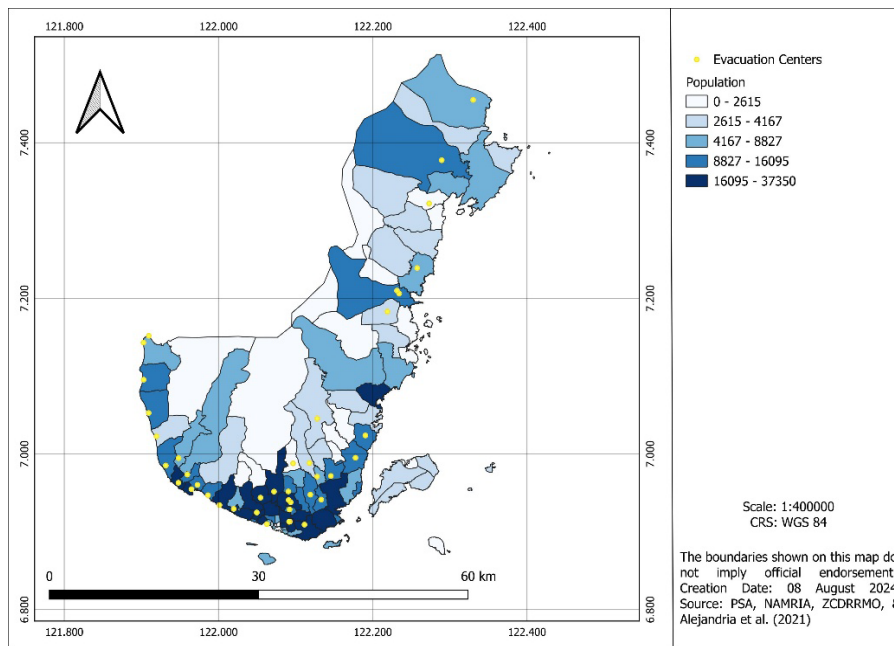 121.800 122.000 122.200 122.400
7.400 7.400
7.200 7.200
7.000 7.000
6.800 6.800
0 30 60 km
121.800 122.000 122.200 122.400
Evacuation Centers
Population
0 - 2615
2615 - 4167
4167 - 8827
8827 - 16095
16095 - 37350
Scale: 1:400000
CRS: WGS 84
The boundaries shown on this map do
not imply official endorsement
Creation Date: 08 August 2024
Source: PSA, NAMRIA, ZCDRRMO, &
Alejandria et al. (2021)